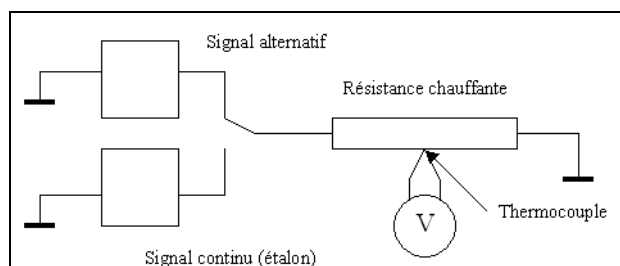 Signal alternatif
Résistance chauffante
V
Thermocouple
Signal continu (étalon)